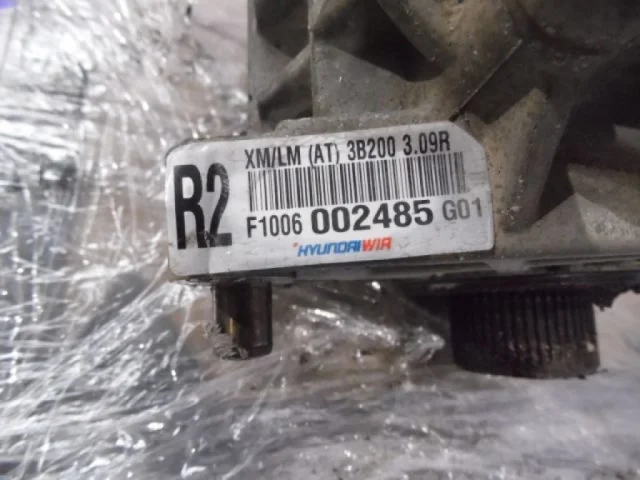 XM/LM (AT) 3B200 3.09R
R2
F1006 002485 G01
HYUNDAI WIA